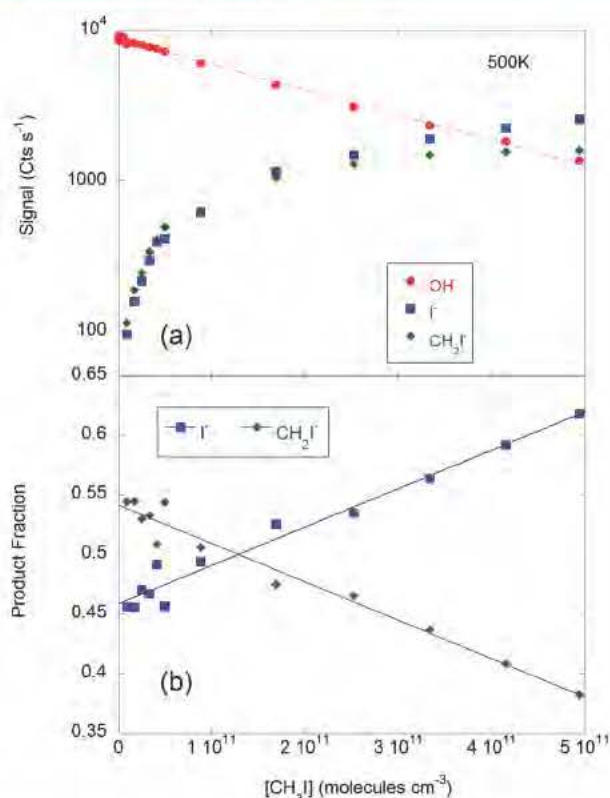 10⁴
500K
Signal (Cts s⁻¹)
1000
OH⁻
I⁻
CH₂I⁻
100
(a)
0.65
I⁻ CH₂I⁻
0.6
0.55
Product Fraction
0.5
0.45
0.4
(b)
0.35
0 1 10¹¹ 2 10¹¹ 3 10¹¹ 4 10¹¹ 5 10¹¹
[CH₃I] (molecules cm⁻³)